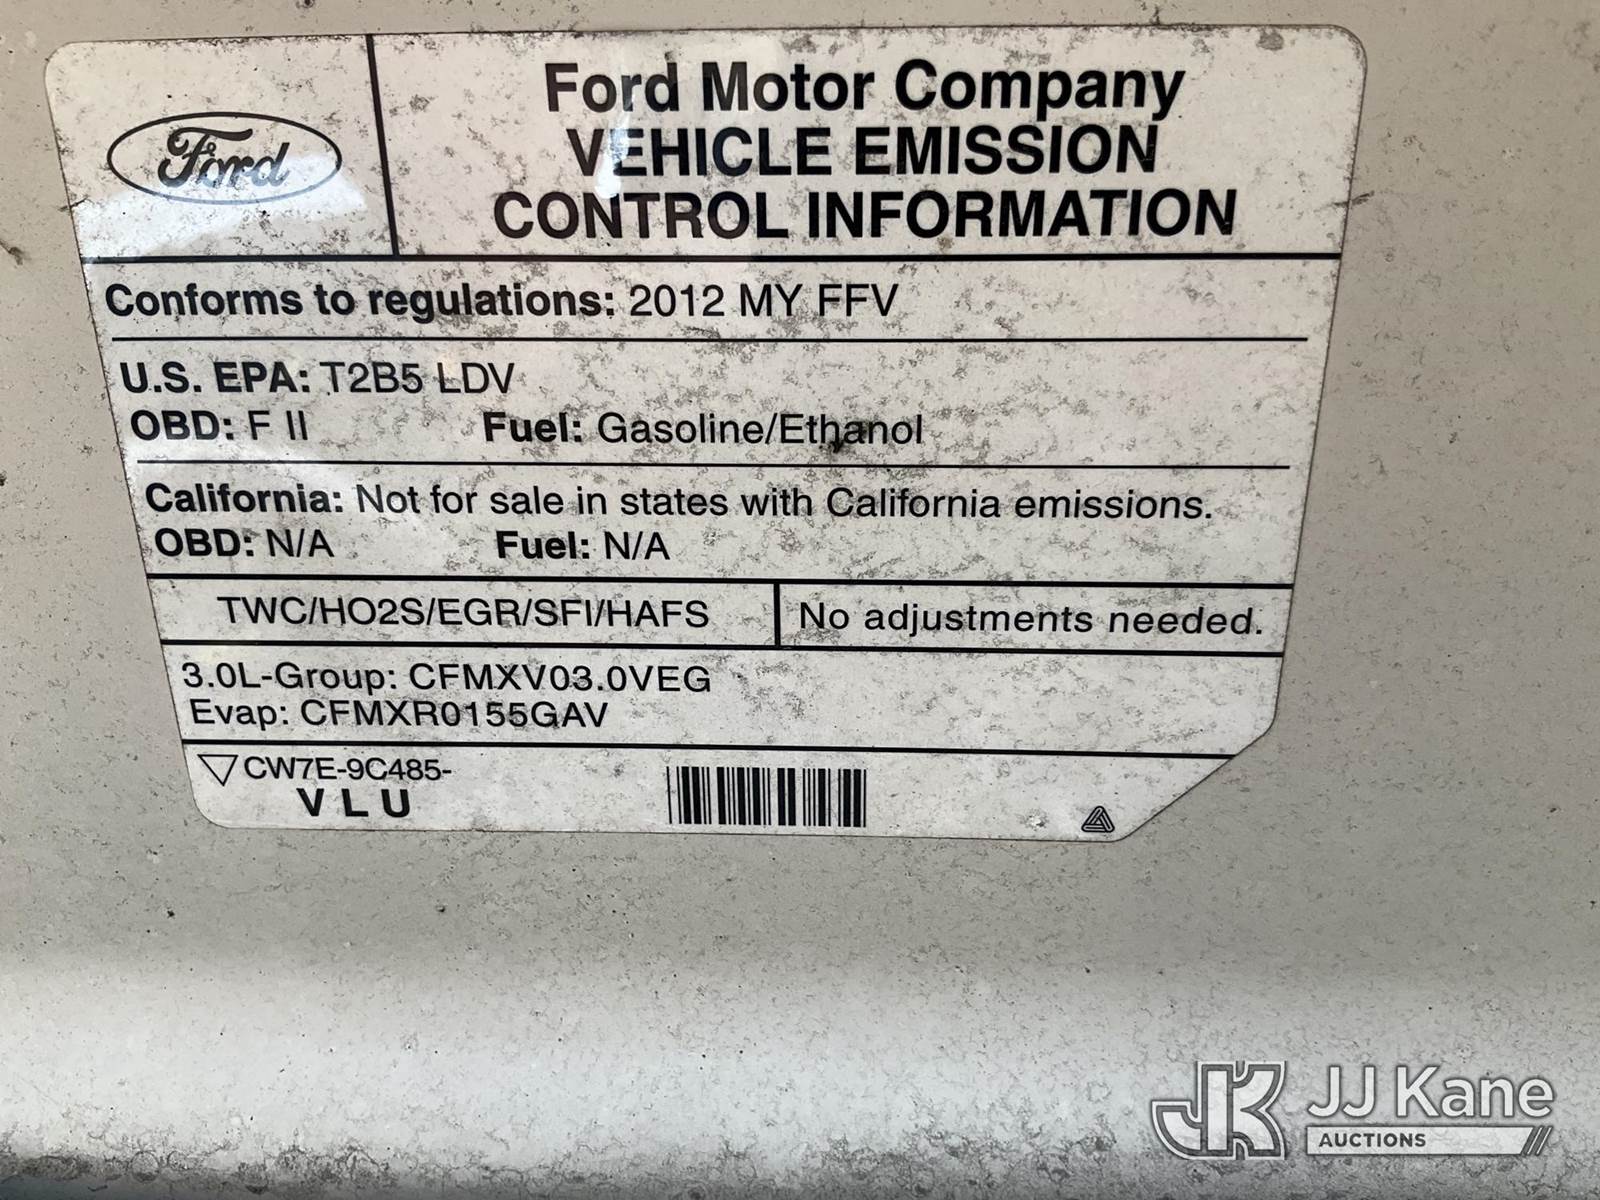 Ford
Ford Motor Company
VEHICLE EMISSION
CONTROL INFORMATION
Conforms to regulations: 2012 MY FFV
U.S. EPA: T2B5 LDV
OBD: F II Fuel: Gasoline/Ethanol
California: Not for sale in states with California emissions.
OBD: N/A Fuel: N/A
TWC/HO2S/EGR/SFI/HAFS No adjustments needed.
3.0L-Group: CFMXV03.0VEG
Evap: CFMXR0155GAV
CW7E-9C485-
V L U
JK JJ Kane
AUCTIONS